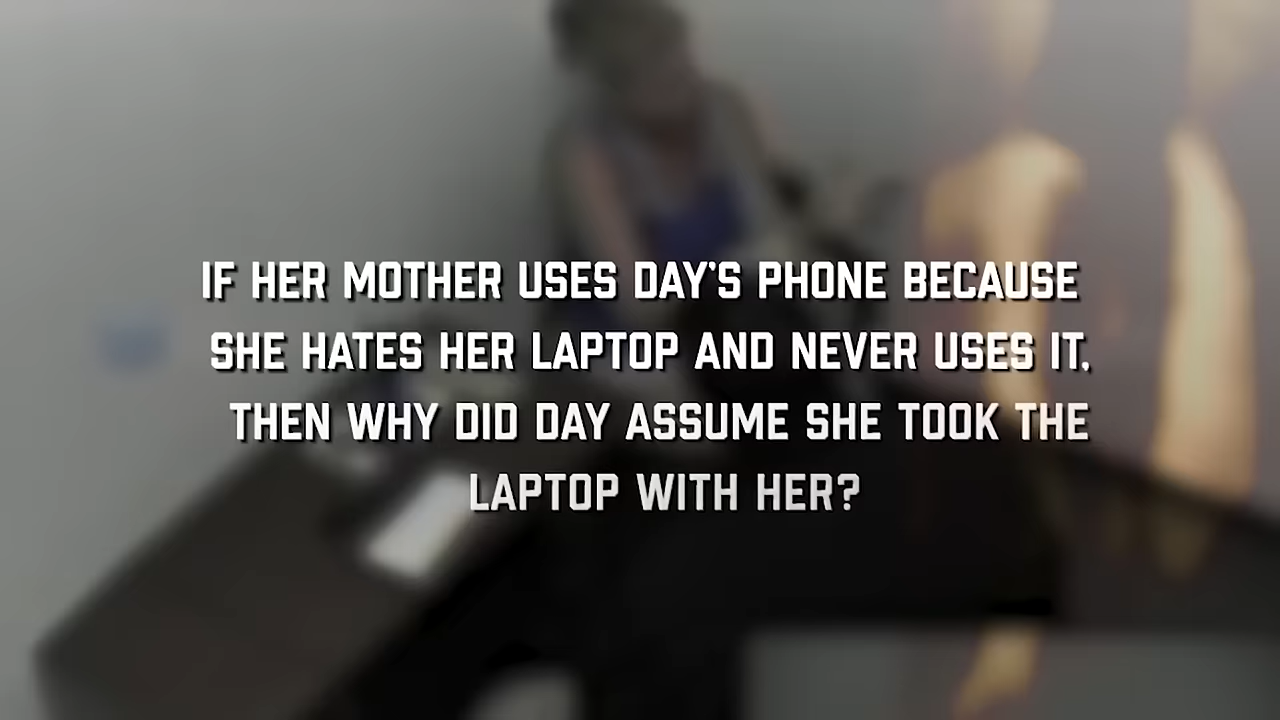 IF HER MOTHER USES DAY'S PHONE BECAUSE
SHE HATES HER LAPTOP AND NEVER USES IT,
THEN WHY DID DAY ASSUME SHE TOOK THE
LAPTOP WITH HER?